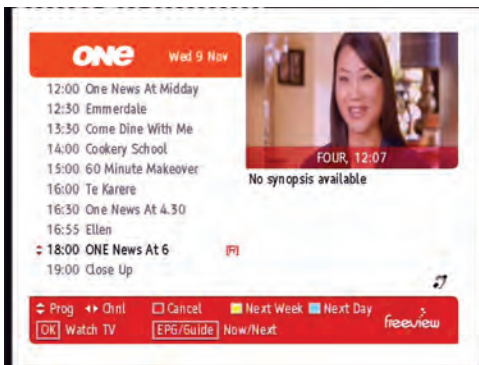 ONE Wed 9 Nov
12:00 One News At Midday
12:30 Emmerdale
13:30 Come Dine With Me
14:00 Cookery School
15:00 60 Minute Makeover
16:00 Te Karere
16:30 One News At 4.30
16:55 Ellen
18:00 ONE News At 6
19:00 Close Up
FOUR, 12:07
No synopsis available
Prog Chnl Cancel Next Week Next Day
OK Watch TV EPG/Guide Now/Next
freeview